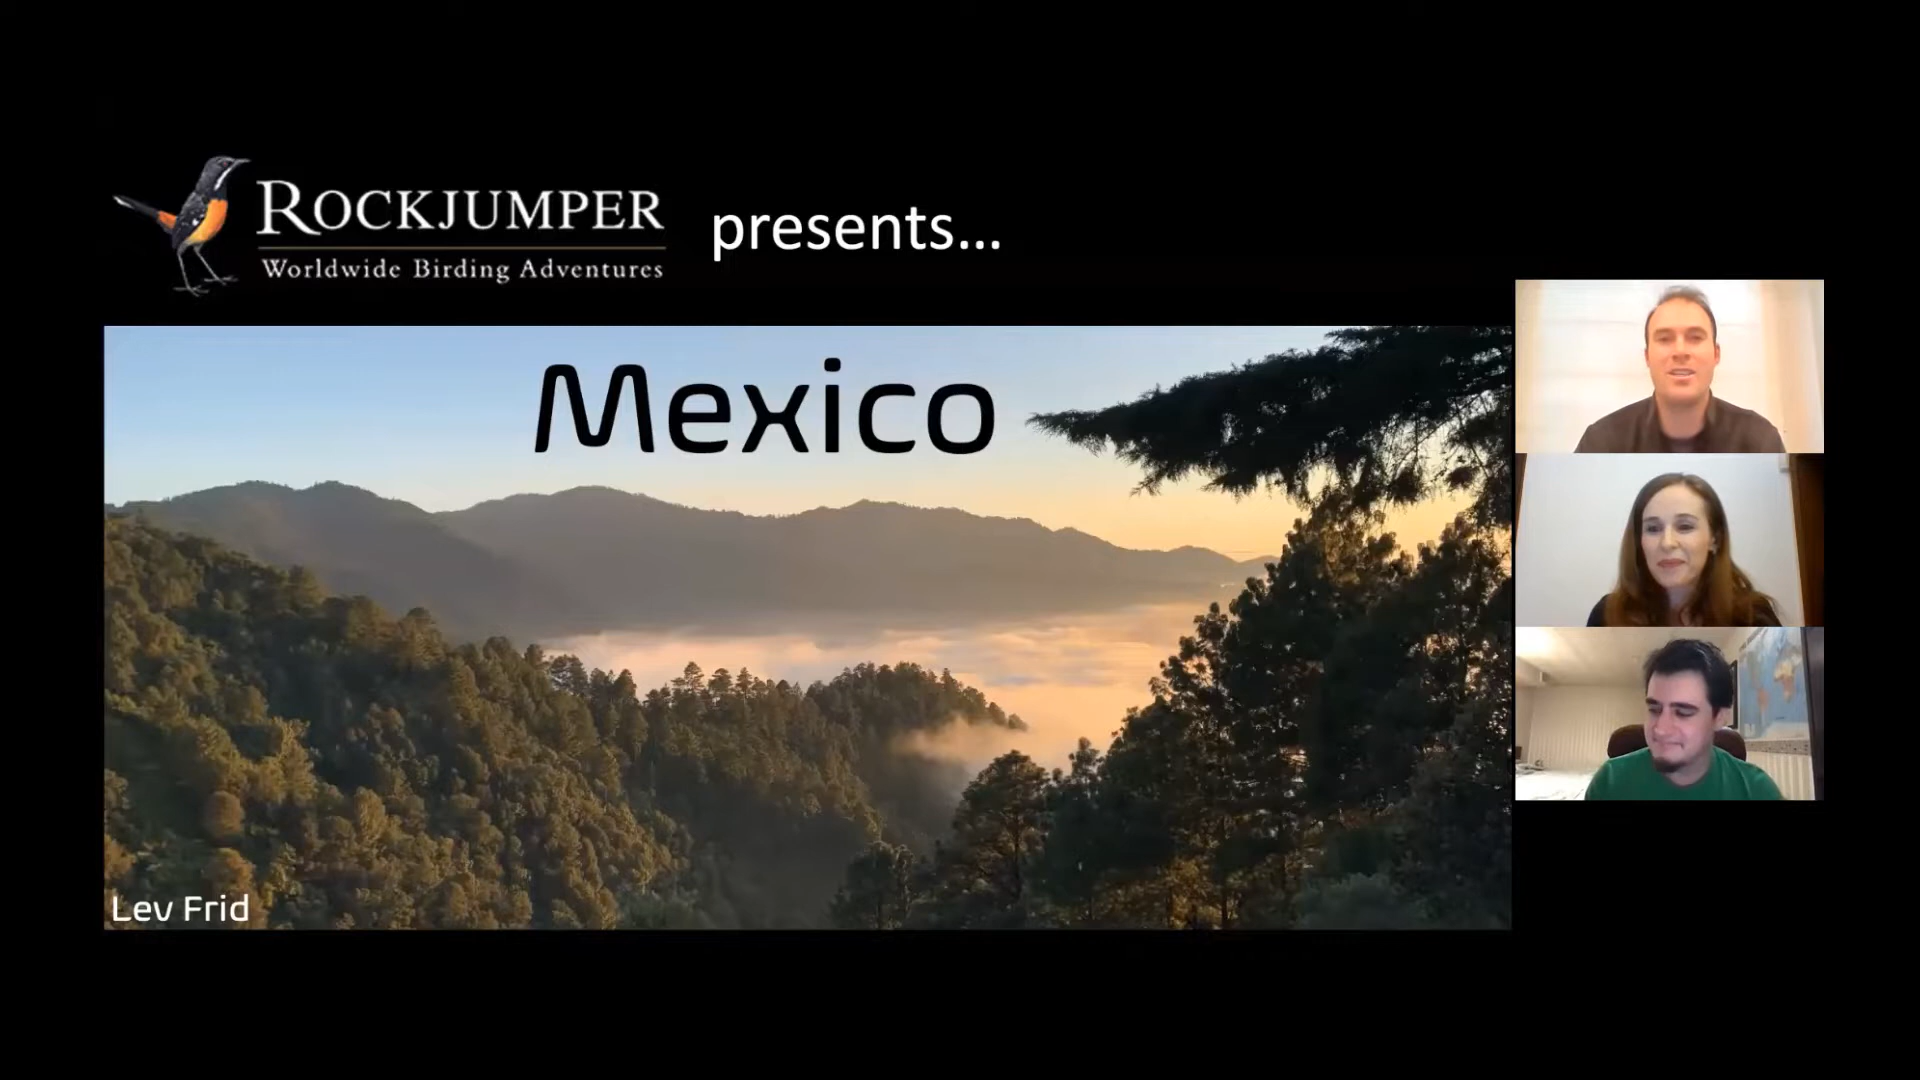 ROCKJUMPER
Worldwide Birding Adventures
presents...
Mexico
Lev Frid